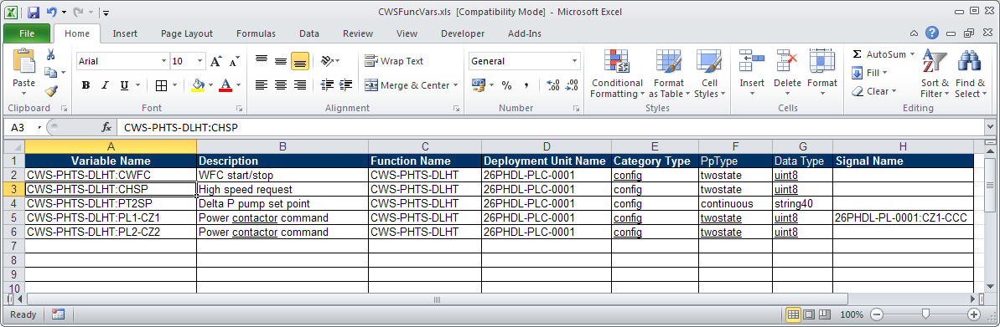 CWSFuncVars.xls [Compatibility Mode] - Microsoft Excel
File Home Insert Page Layout Formulas Data Review View Developer Add-Ins
Paste
Clipboard
Arial 10
B I U
Font
Wrap Text
Merge & Center
Alignment
General
% ,
Number
Conditional Formatting
Format as Table
Cell Styles
Styles
Insert Delete Format
Cells
Σ AutoSum
Fill
Clear
Sort & Filter
Find & Select
Editing
A3 fx CWS-PHTS-DLHT:CHSP
A B C D E F G H
1 Variable Name Description Function Name Deployment Unit Name Category Type PpType Data Type Signal Name
2 CWS-PHTS-DLHT:CWFC WFC start/stop CWS-PHTS-DLHT 26PHDL-PLC-0001 config twostate uint8
3 CWS-PHTS-DLHT:CHSP High speed request CWS-PHTS-DLHT 26PHDL-PLC-0001 config twostate uint8
4 CWS-PHTS-DLHT:PT2SP Delta P pump set point CWS-PHTS-DLHT 26PHDL-PLC-0001 config continuous string40
5 CWS-PHTS-DLHT:PL1-CZ1 Power contactor command CWS-PHTS-DLHT 26PHDL-PLC-0001 config twostate uint8 26PHDL-PL-0001:CZ1-CCC
6 CWS-PHTS-DLHT:PL2-CZ2 Power contactor command CWS-PHTS-DLHT 26PHDL-PLC-0001 config twostate uint8
7
8
9
10
Ready 100%